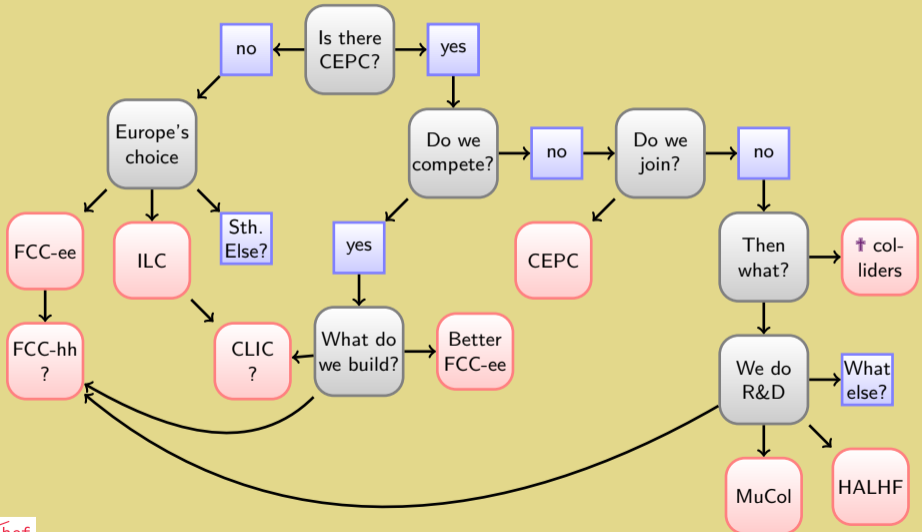 Is there
CEPC?
no
yes
Europe's
choice
Do we
compete?
no
Do we
join?
no
FCC-ee
ILC
Sth.
Else?
yes
CEPC
Then
what?
✝ col-
liders
FCC-hh
?
CLIC
?
What do
we build?
Better
FCC-ee
We do
R&D
What
else?
MuCol
HALHF